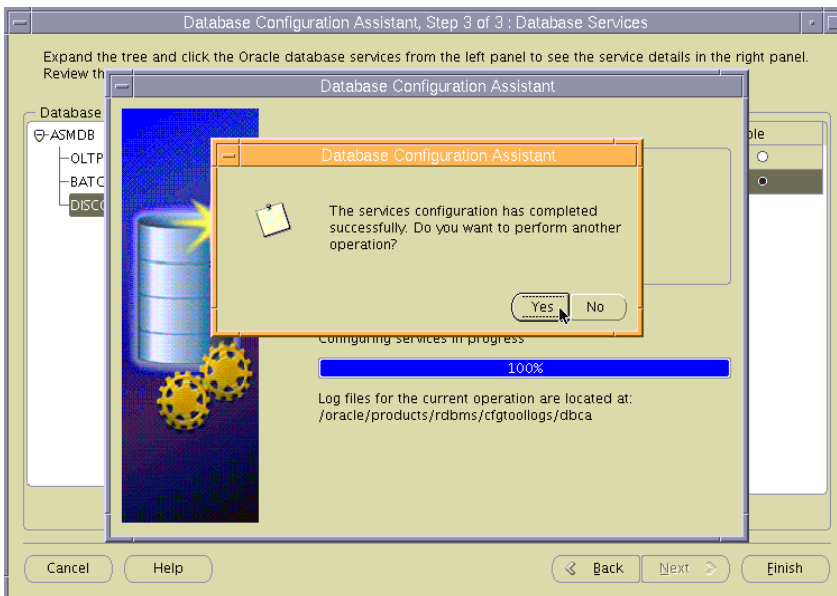 Database Configuration Assistant, Step 3 of 3 : Database Services
Expand the tree and click the Oracle database services from the left panel to see the service details in the right panel.
Review
Database Configuration Assistant
Database
ASMDB
OLTP
Database Configuration Assistant
The services configuration has completed
successfully. Do you want to perform another
operation?
Yes
No
Configuring services in progress
100%
Log files for the current operation are located at:
/oracle/products/rdbms/cfgtoollogs/dbca
Cancel
Help
Back
Next
Finish